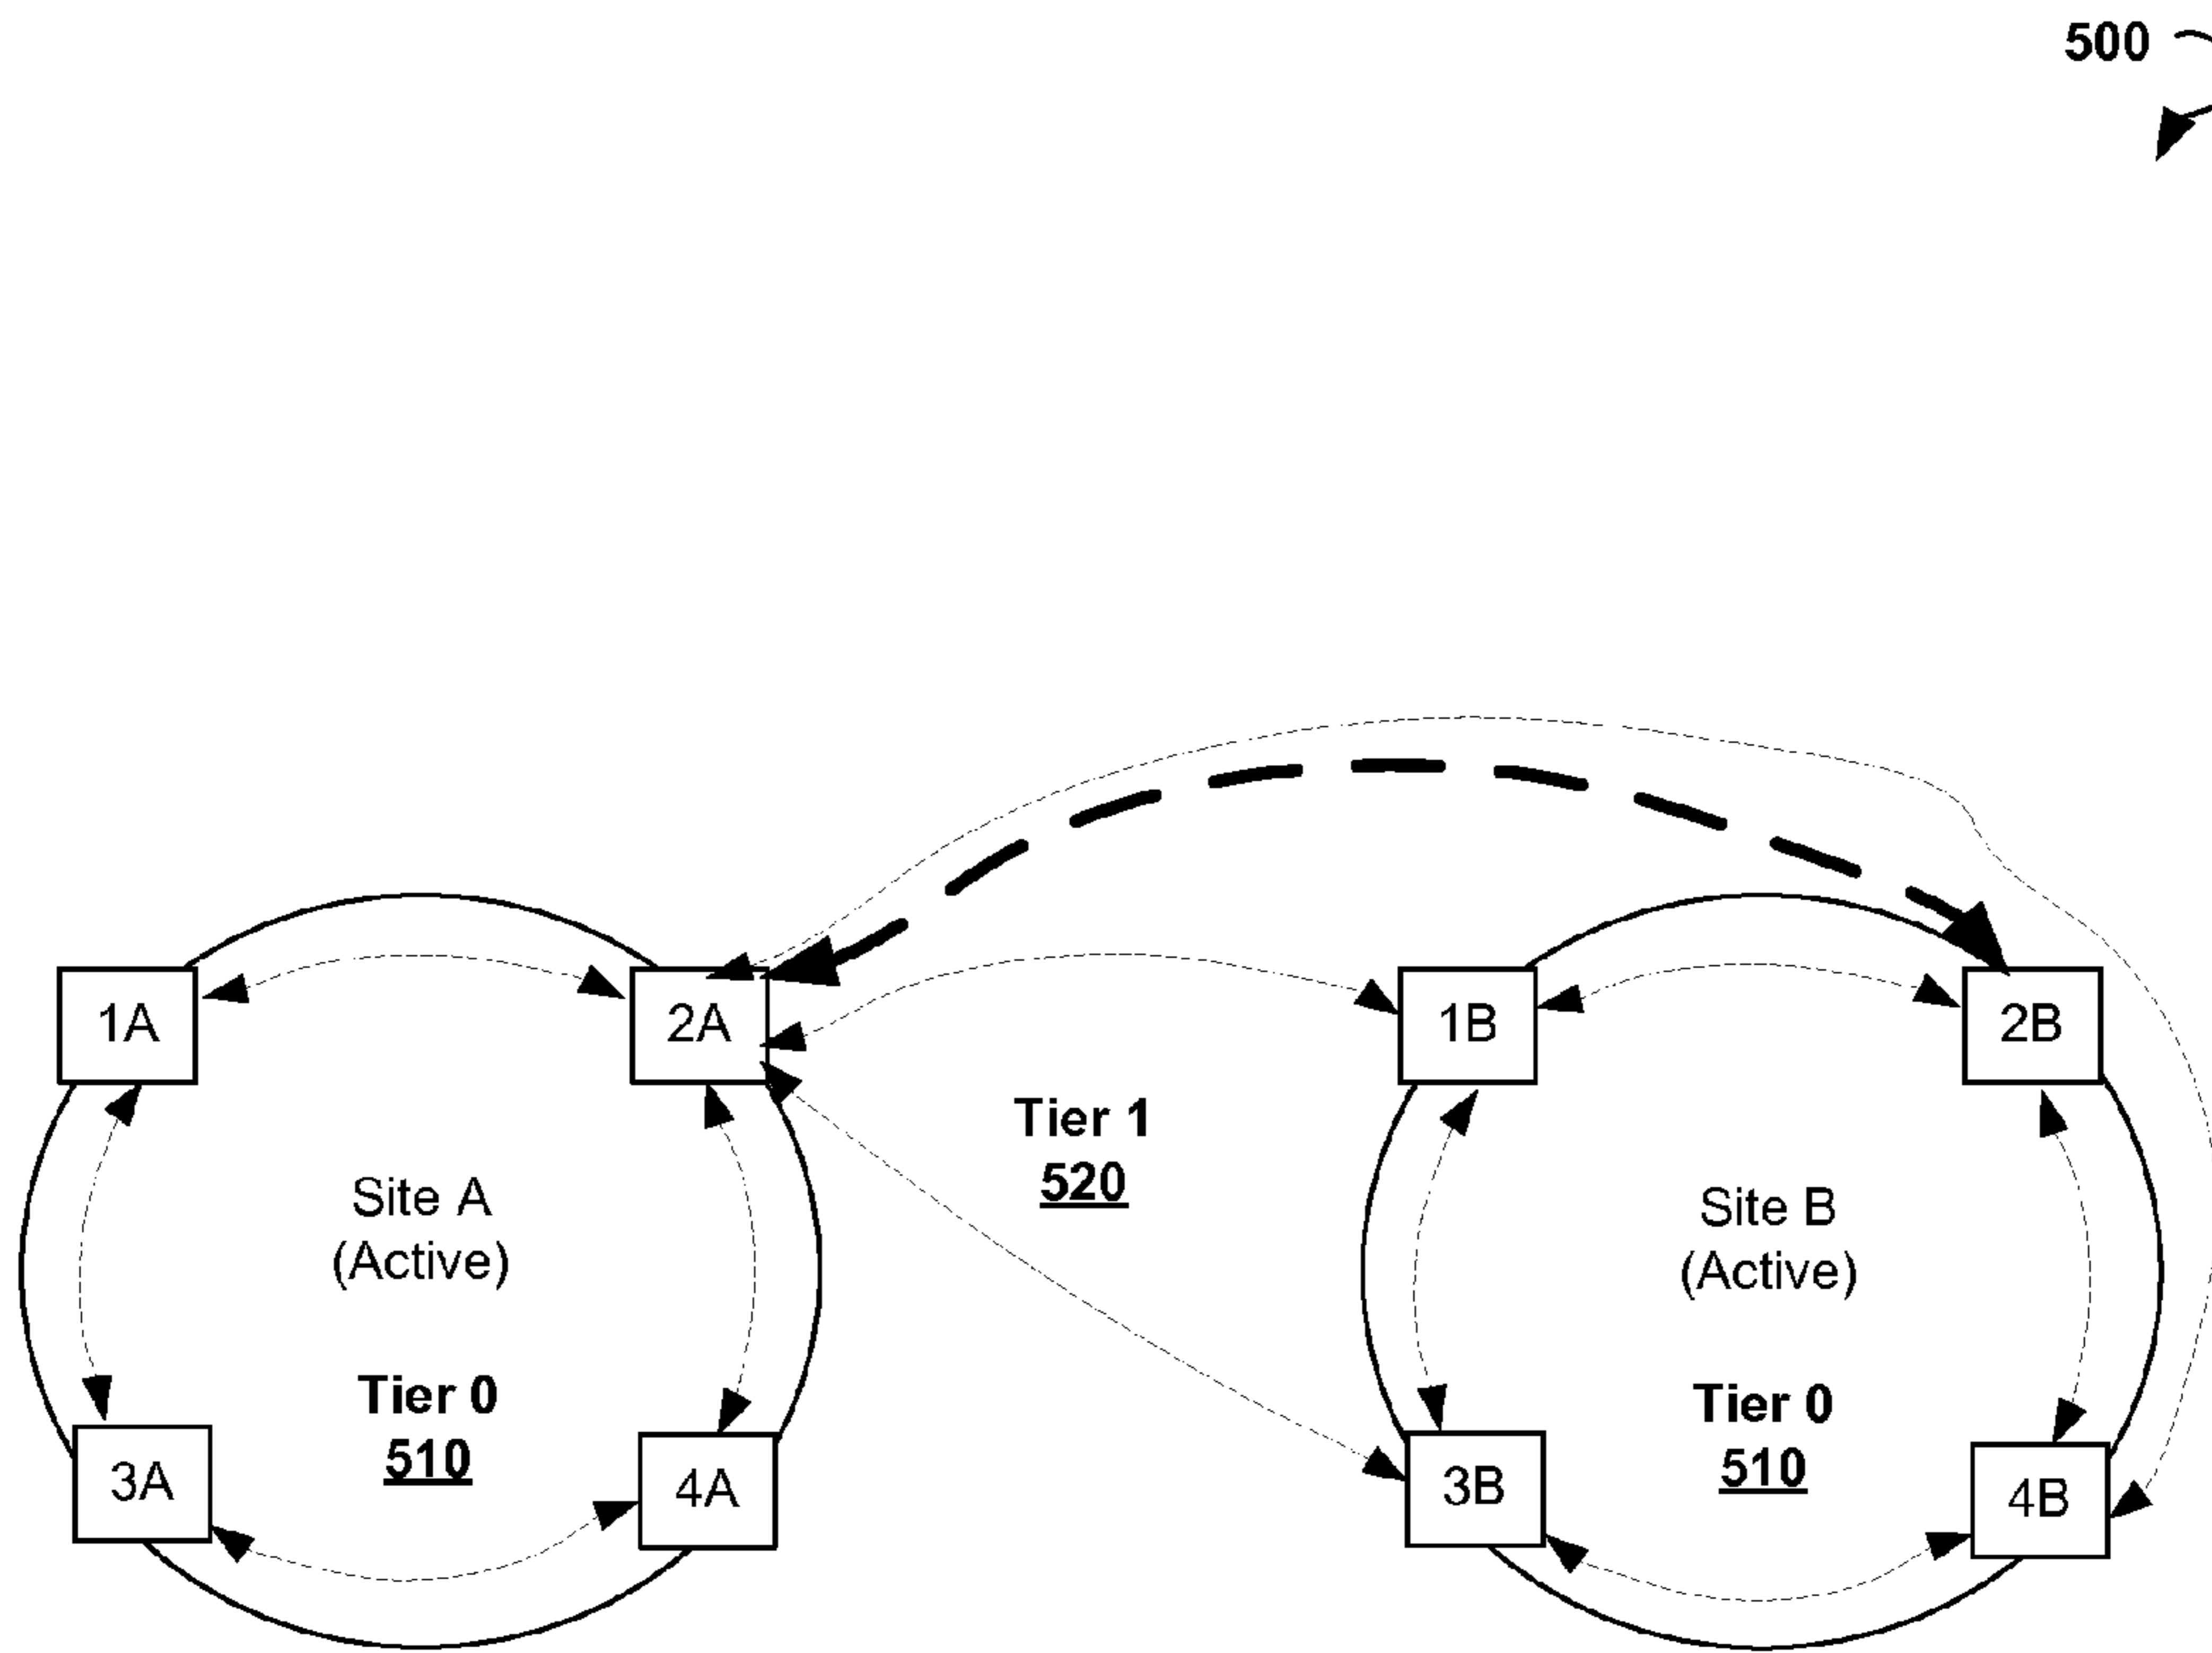 500
1A
2A
1B
2B
Tier 1
520
Site A
(Active)
Site B
(Active)
Tier 0
510
Tier 0
510
3A
4A
3B
4B